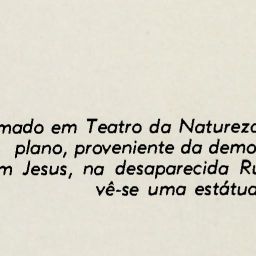 mado em Teatro da Natureza
plano, proveniente da demo
m Jesus, na desaparecida Ru
vê-se uma estátua